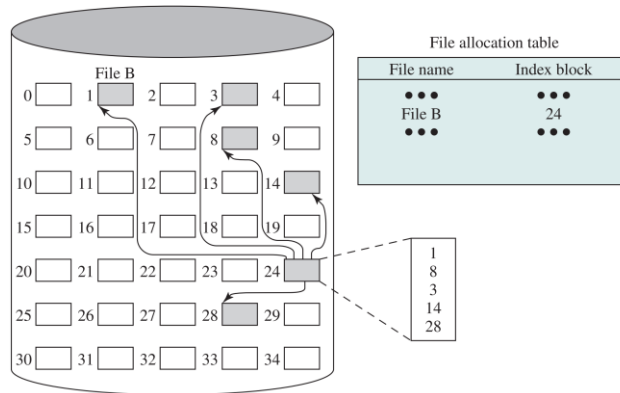 File allocation table
File name Index block
••• •••
File B 24
••• •••
File B
0 1 2 3 4
5 6 7 8 9
10 11 12 13 14
15 16 17 18 19
20 21 22 23 24
25 26 27 28 29
30 31 32 33 34
1
8
3
14
28